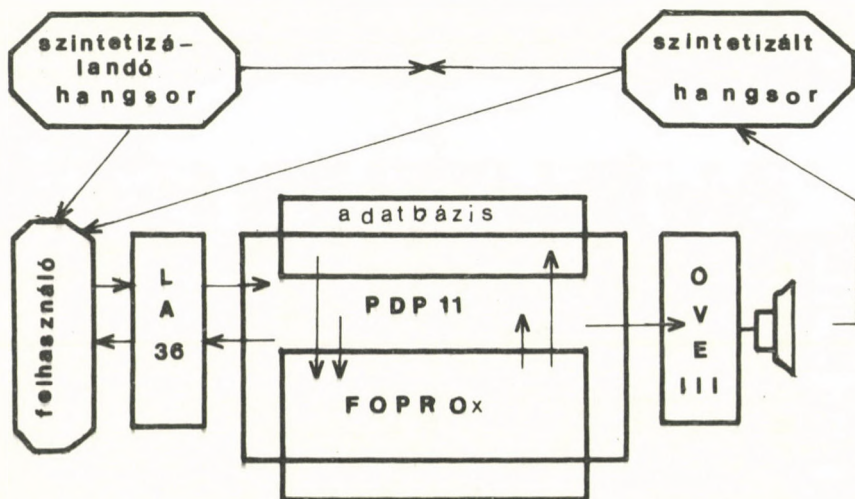 szintetizá-
landó
hangsor
szintetizált
hangsor
adatbázis
felhasználó
L
A
36
PDP 11
FOPROx
O
V
E
III